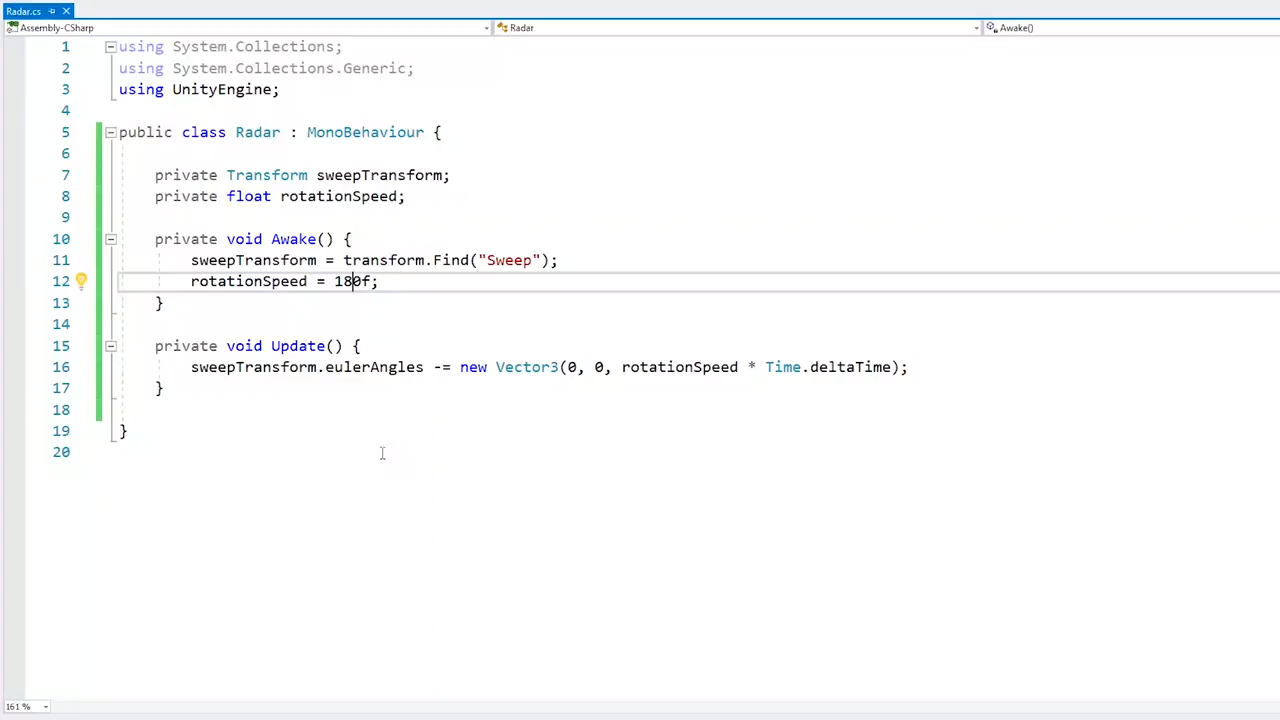 Radar.cs
Assembly-CSharp Radar Awake()
1 using System.Collections;
2 using System.Collections.Generic;
3 using UnityEngine;
4
5 public class Radar : MonoBehaviour {
6
7 private Transform sweepTransform;
8 private float rotationSpeed;
9
10 private void Awake() {
11 sweepTransform = transform.Find("Sweep");
12 rotationSpeed = 180f;
13 }
14
15 private void Update() {
16 sweepTransform.eulerAngles -= new Vector3(0, 0, rotationSpeed * Time.deltaTime);
17 }
18
19 }
20
161 %